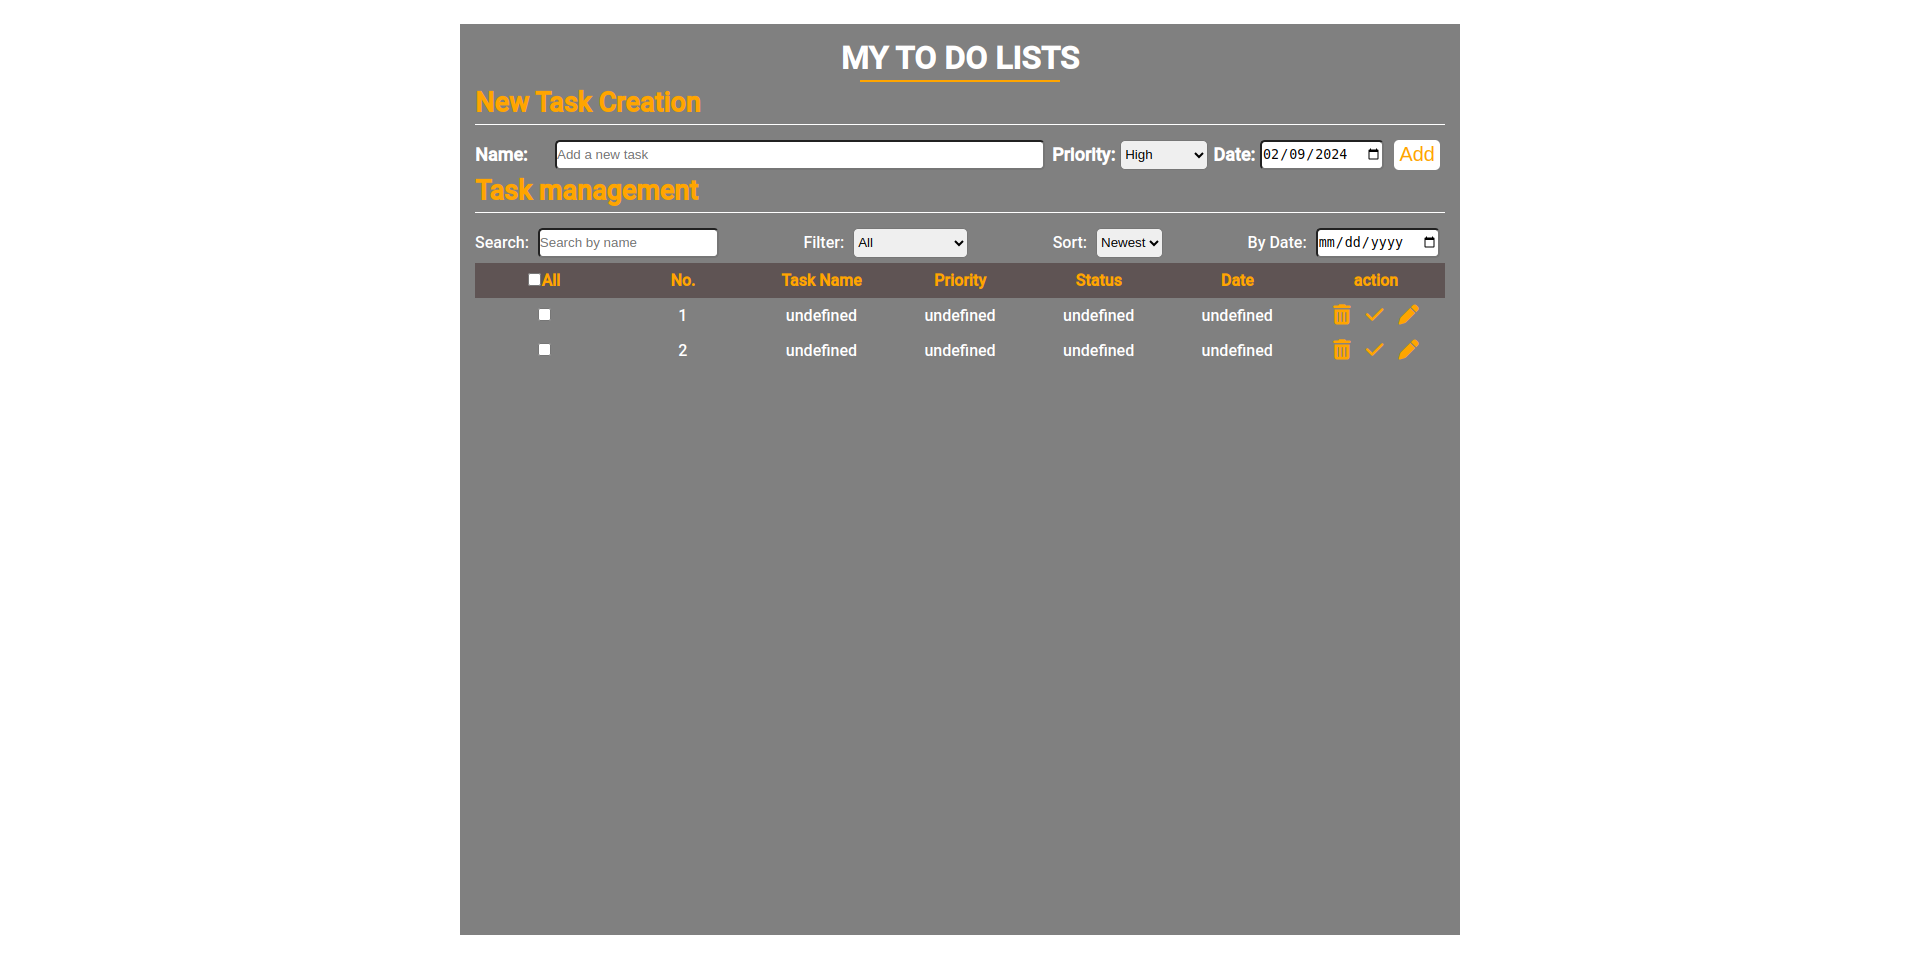 MY TO DO LISTS
New Task Creation
Name: Add a new task Priority: High Date: 02/09/2024 Add
Task management
Search: Search by name Filter: All Sort: Newest By Date: mm/dd/yyyy
All No. Task Name Priority Status Date action
1 undefined undefined undefined undefined
2 undefined undefined undefined undefined